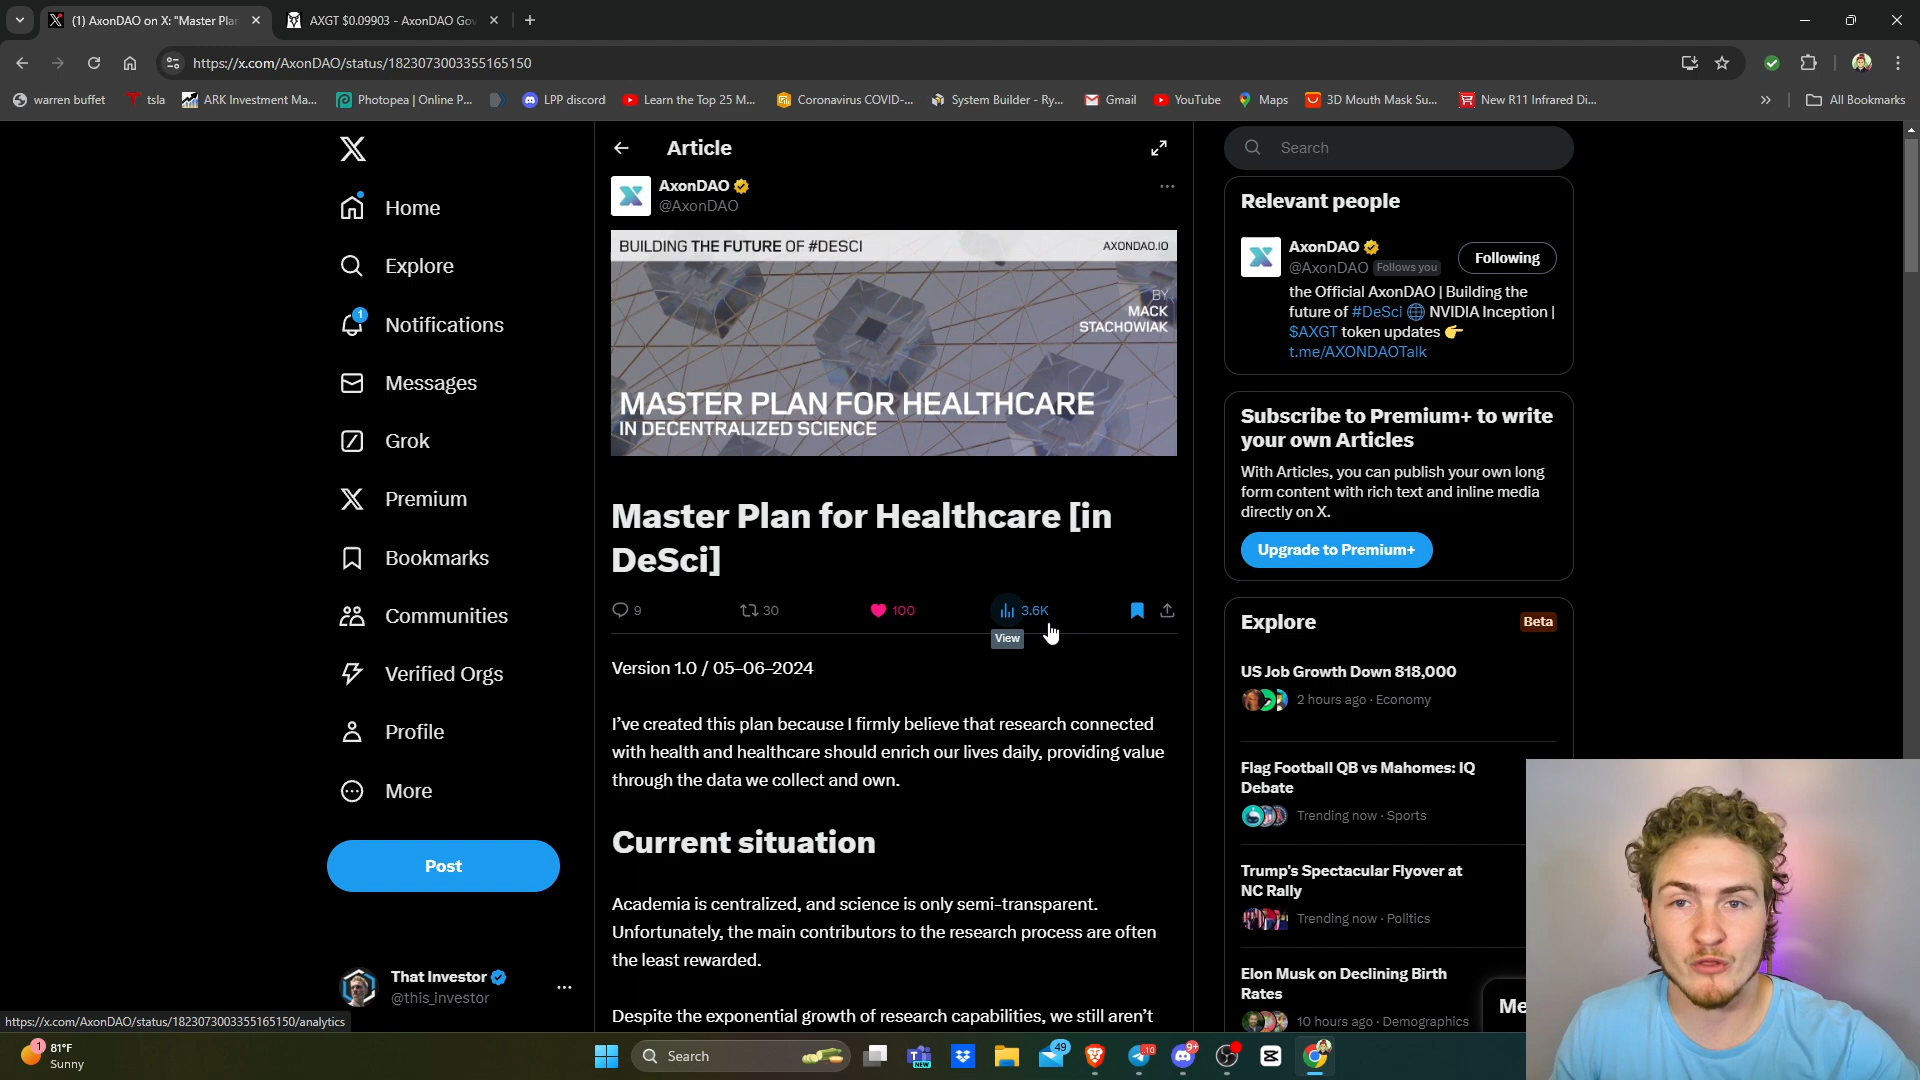 (1) AxonDAO on X: "Master Plan
AXGT $0.09903 - AxonDAO Gov
https://x.com/AxonDAO/status/1823073003355165150
warren buffet
tsla
ARK Investment Ma...
Photopea | Online P...
LPP discord
Learn the Top 25 M...
Coronavirus COVID-...
System Builder - Ry...
Gmail
YouTube
Maps
3D Mouth Mask Su...
New R11 Infrared Di...
All Bookmarks
Home
Explore
1
Notifications
Messages
Grok
Premium
Bookmarks
Communities
Verified Orgs
Profile
More
Post
That Investor
@this_investor
https://x.com/AxonDAO/status/1823073003355165150/analytics
Article
AxonDAO
@AxonDAO
BUILDING THE FUTURE OF #DESCI
AXONDAO.IO
BY
MACK
STACHOWIAK
MASTER PLAN FOR HEALTHCARE
IN DECENTRALIZED SCIENCE
Master Plan for Healthcare [in
DeSci]
9
30
100
3.6K
View
Version 1.0 / 05–06–2024
I've created this plan because I firmly believe that research connected
with health and healthcare should enrich our lives daily, providing value
through the data we collect and own.
Current situation
Academia is centralized, and science is only semi-transparent.
Unfortunately, the main contributors to the research process are often
the least rewarded.
Despite the exponential growth of research capabilities, we still aren't
Search
Relevant people
AxonDAO
@AxonDAO Follows you
Following
the Official AxonDAO | Building the
future of #DeSci 🌐 NVIDIA Inception |
$AXGT token updates 👉
t.me/AXONDAOTalk
Subscribe to Premium+ to write
your own Articles
With Articles, you can publish your own long
form content with rich text and inline media
directly on X.
Upgrade to Premium+
Explore
Beta
US Job Growth Down 818,000
2 hours ago · Economy
Flag Football QB vs Mahomes: IQ
Debate
Trending now · Sports
Trump's Spectacular Flyover at
NC Rally
Trending now · Politics
Elon Musk on Declining Birth
Rates
10 hours ago · Demographics
Me
1
81°F
Sunny
Search
NEW
49
10
9+